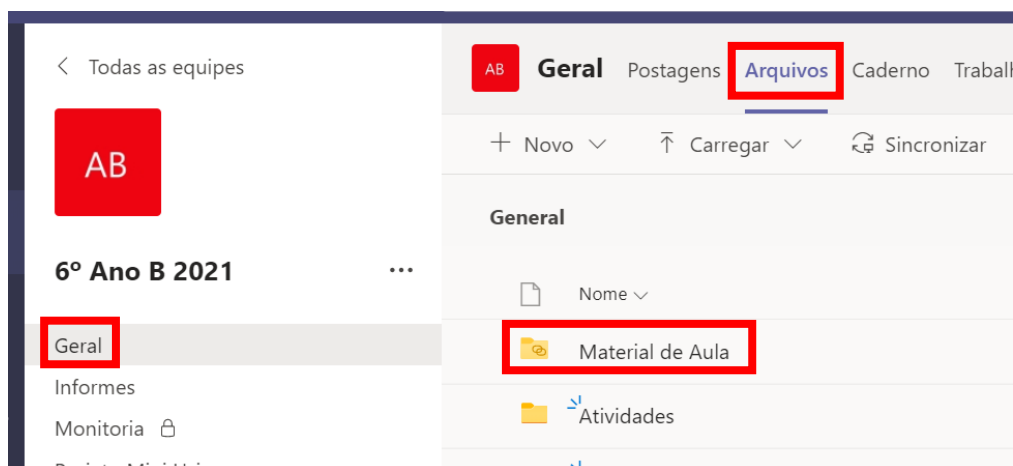 Todas as equipes
AB
6º Ano B 2021
Geral
Informes
Monitoria
AB Geral Postagens Arquivos Caderno
Novo Carregar Sincronizar
General
Nome
Material de Aula
Atividades